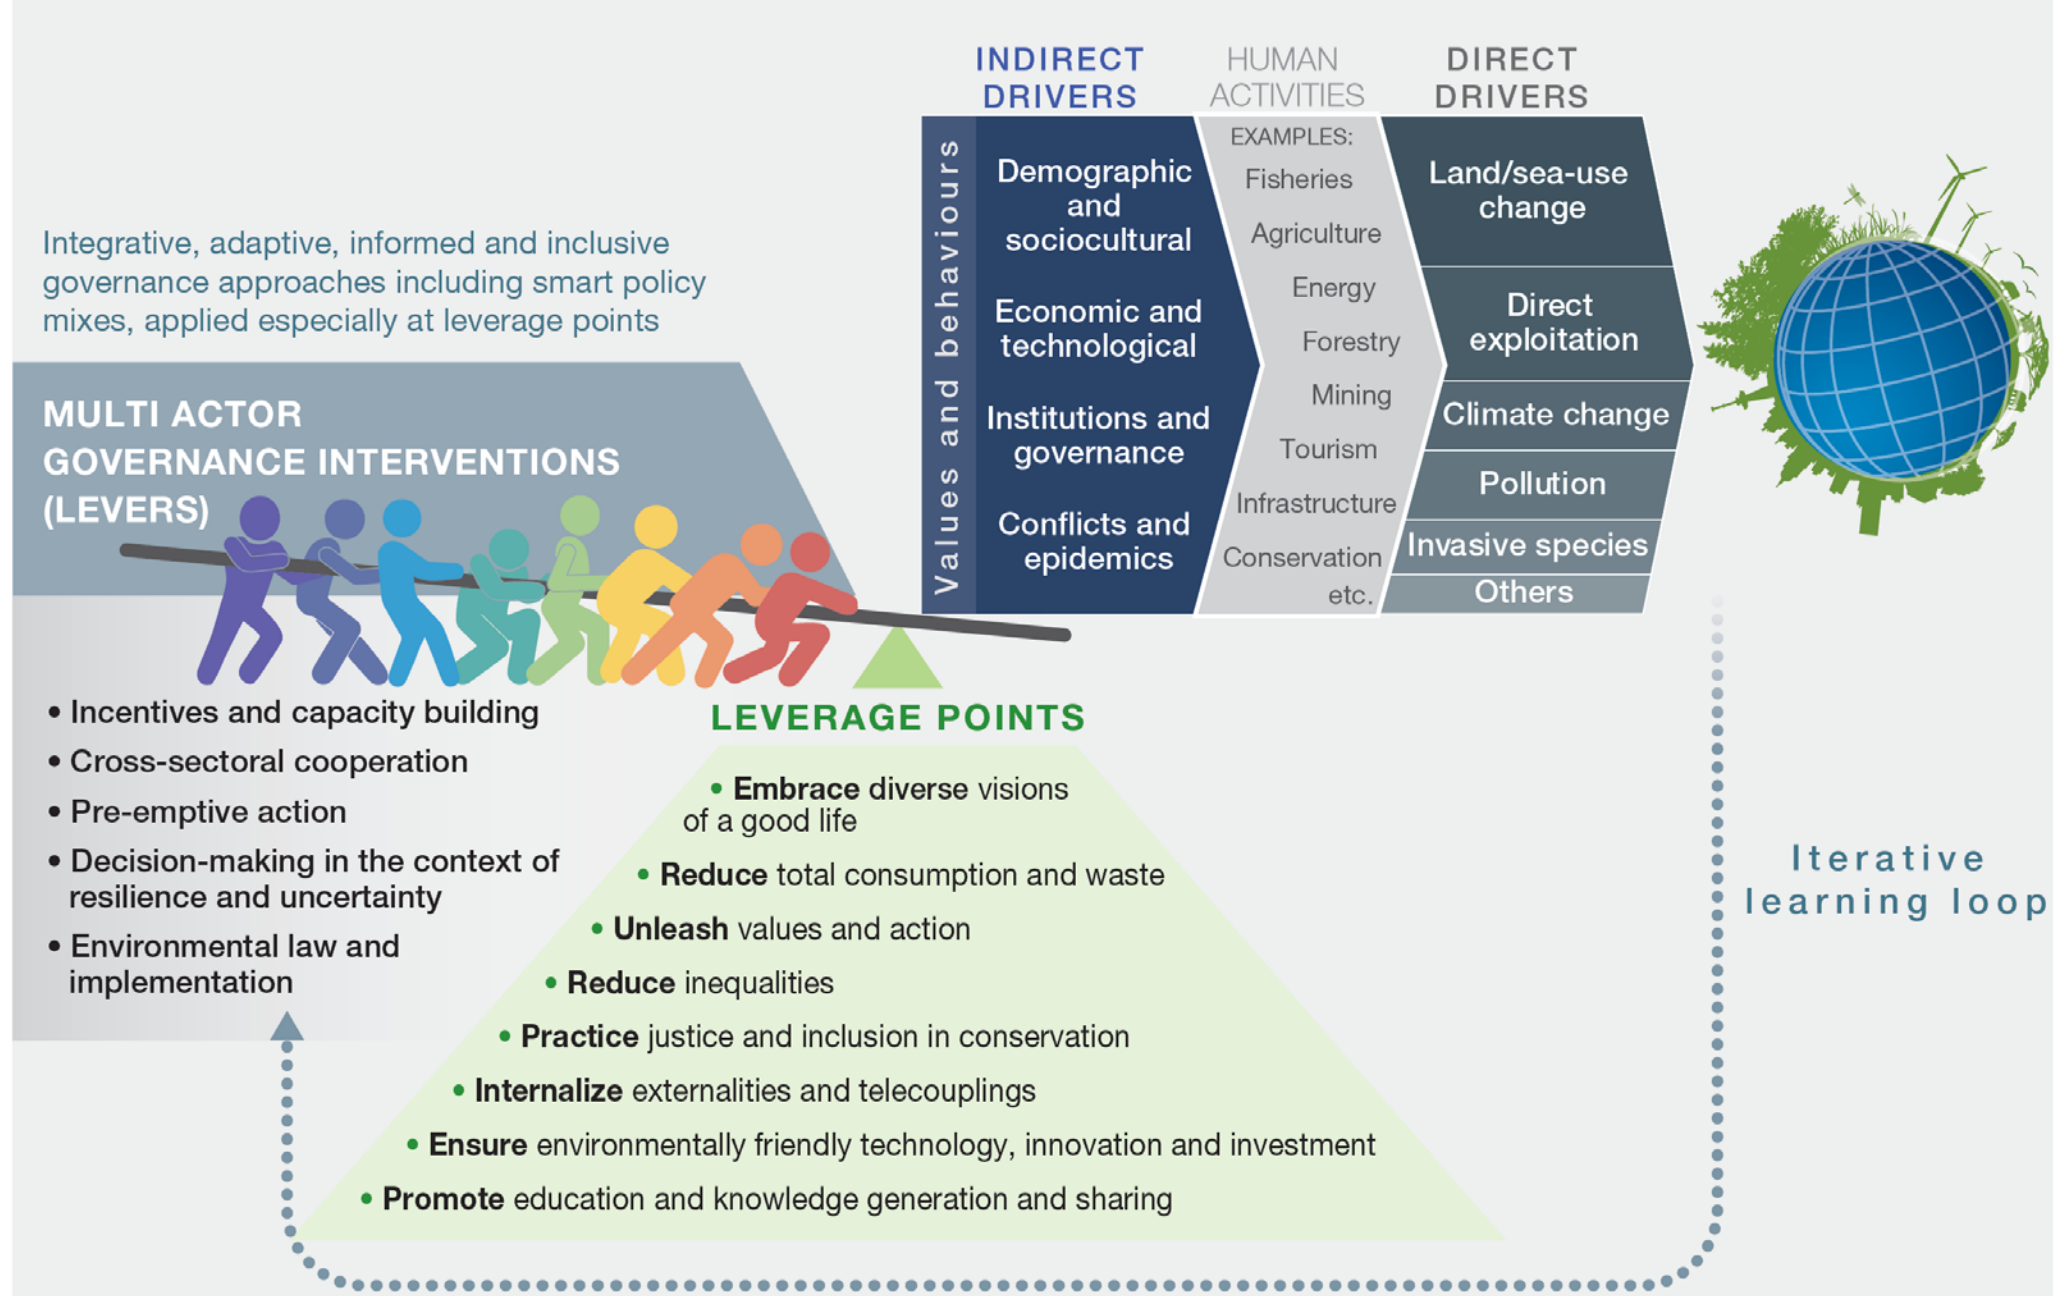 Integrative, adaptive, informed and inclusive
governance approaches including smart policy
mixes, applied especially at leverage points
MULTI ACTOR
GOVERNANCE INTERVENTIONS
(LEVERS)
• Incentives and capacity building
• Cross-sectoral cooperation
• Pre-emptive action
• Decision-making in the context of
resilience and uncertainty
• Environmental law and
implementation
INDIRECT
DRIVERS
Values and behaviours
Demographic
and
sociocultural
Economic and
technological
Institutions and
governance
Conflicts and
epidemics
HUMAN
ACTIVITIES
EXAMPLES:
Fisheries
Agriculture
Energy
Forestry
Mining
Tourism
Infrastructure
Conservation
etc.
DIRECT
DRIVERS
Land/sea-use
change
Direct
exploitation
Climate change
Pollution
Invasive species
Others
LEVERAGE POINTS
• Embrace diverse visions
of a good life
• Reduce total consumption and waste
• Unleash values and action
• Reduce inequalities
• Practice justice and inclusion in conservation
• Internalize externalities and telecouplings
• Ensure environmentally friendly technology, innovation and investment
• Promote education and knowledge generation and sharing
Iterative
learning loop